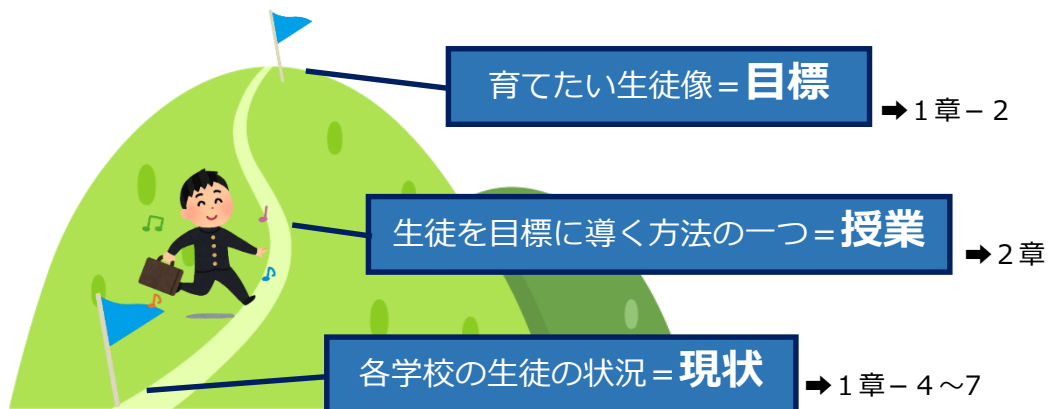 育てたい生徒像＝目標
➡１章－２
生徒を目標に導く方法の一つ＝授業
➡２章
各学校の生徒の状況＝現状
➡１章－４～7